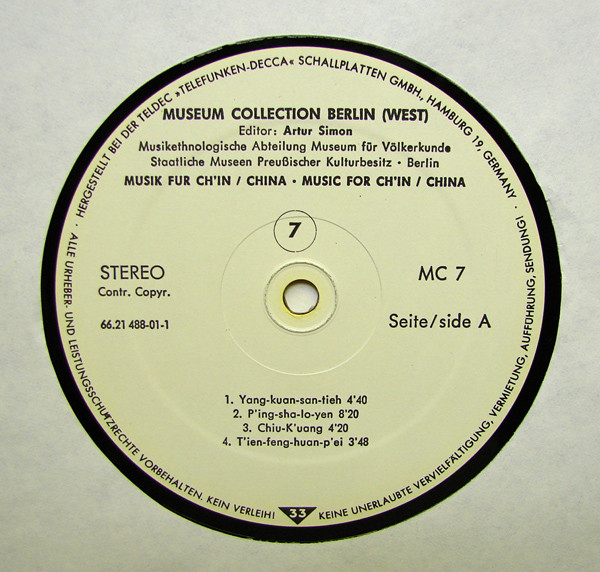 HERGESTELLT BEI DER TELDEC »TELEFUNKEN-DECCA« SCHALLPLATTEN GMBH, HAMBURG 19, GERMANY ·
MUSEUM COLLECTION BERLIN (WEST)
Editor: Artur Simon
Musikethnologische Abteilung Museum für Völkerkunde
Staatliche Museen Preußischer Kulturbesitz · Berlin
MUSIK FUR CH'IN / CHINA · MUSIC FOR CH'IN / CHINA
7
STEREO
Contr. Copyr.
66.21 488-01-1
MC 7
Seite/side A
1. Yang-kuan-san-tieh 4'40
2. P'ing-sha-lo-yen 8'20
3. Chiu-K'uang 4'20
4. T'ien-feng-huan-p'ei 3'48
· ALLE URHEBER- UND LEISTUNGSSCHUTZRECHTE VORBEHALTEN. KEIN VERLEIH!
33
KEINE UNERLAUBTE VERVIELFÄLTIGUNG, VERMIETUNG, AUFFÜHRUNG, SENDUNG!